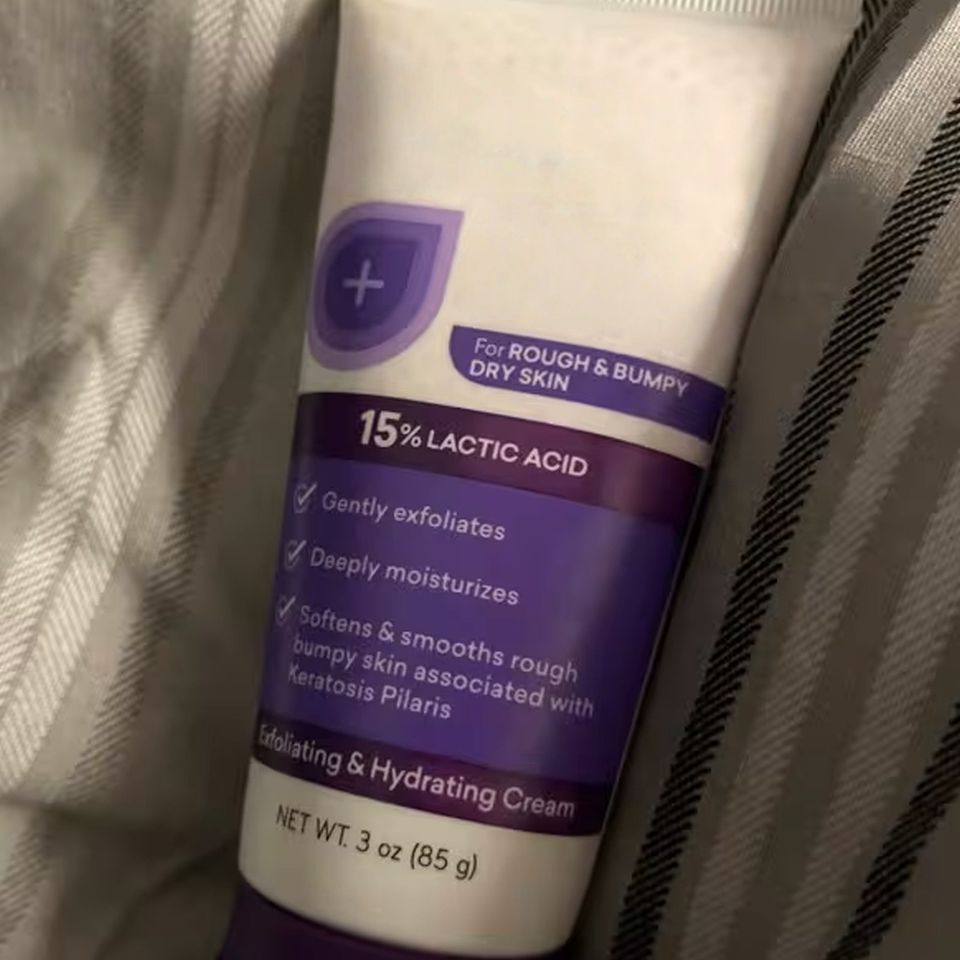 For ROUGH & BUMPY
DRY SKIN
15% LACTIC ACID
Gently exfoliates
Deeply moisturizes
Softens & smooths rough
bumpy skin associated with
Keratosis Pilaris
Exfoliating & Hydrating Cream
NET WT. 3 oz (85 g)